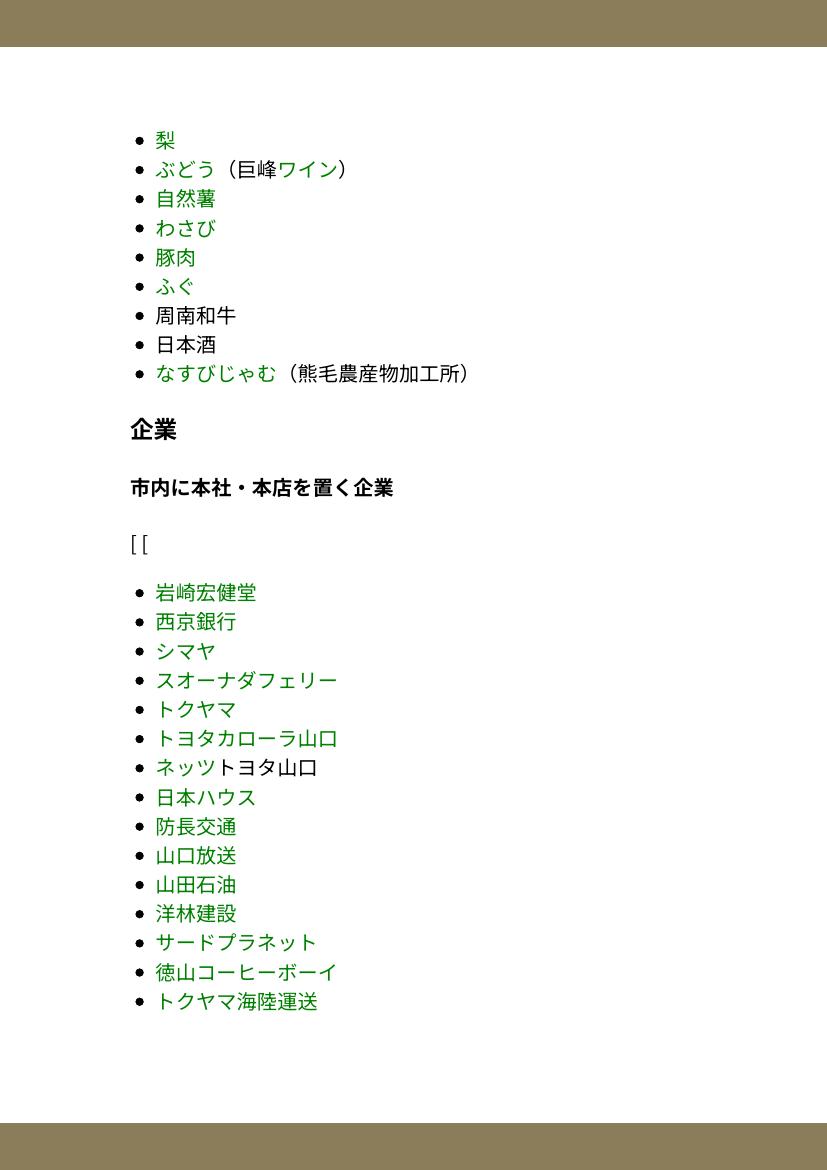 梨
ぶどう（巨峰ワイン）
自然薯
わさび
豚肉
ふぐ
周南和牛
日本酒
なすびじゃむ（熊毛農産物加工所）
企業
市内に本社・本店を置く企業
[ [
岩崎宏健堂
西京銀行
シマヤ
スオーナダフェリー
トクヤマ
トヨタカローラ山口
ネッツトヨタ山口
日本ハウス
防長交通
山口放送
山田石油
洋林建設
サードプラネット
徳山コーヒーボーイ
トクヤマ海陸運送